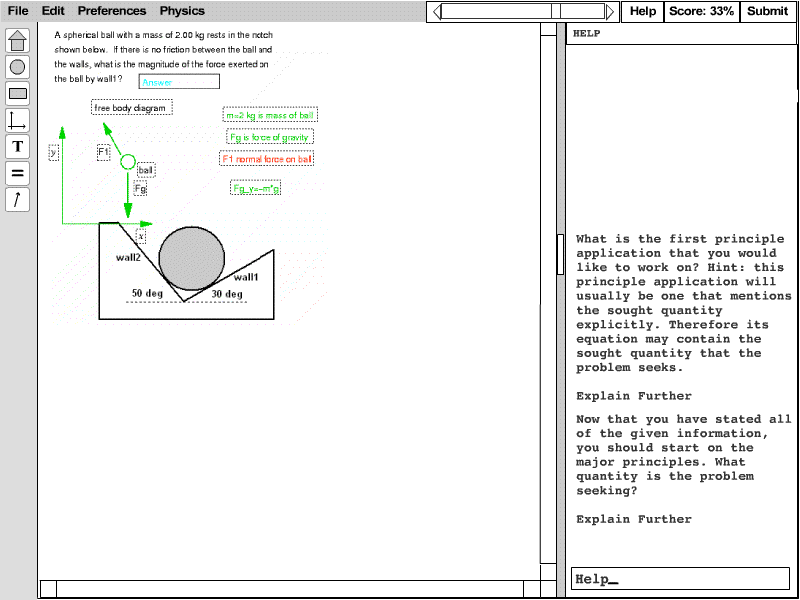 File Edit Preferences Physics
Help Score: 33% Submit
A spherical ball with a mass of 2.00 kg rests in the notch
shown below. If there is no friction between the ball and
the walls, what is the magnitude of the force exerted on
the ball by wall1? Answer
free body diagram
m=2 kg is mass of ball
Fg is force of gravity
F1 normal force on ball
Fg_y=-m*g
y
F1
ball
Fg
x
wall2
wall1
50 deg
30 deg
T
=
HELP
What is the first principle
application that you would
like to work on? Hint: this
principle application will
usually be one that mentions
the sought quantity
explicitly. Therefore its
equation may contain the
sought quantity that the
problem seeks.
Explain Further
Now that you have stated all
of the given information,
you should start on the
major principles. What
quantity is the problem
seeking?
Explain Further
Help_